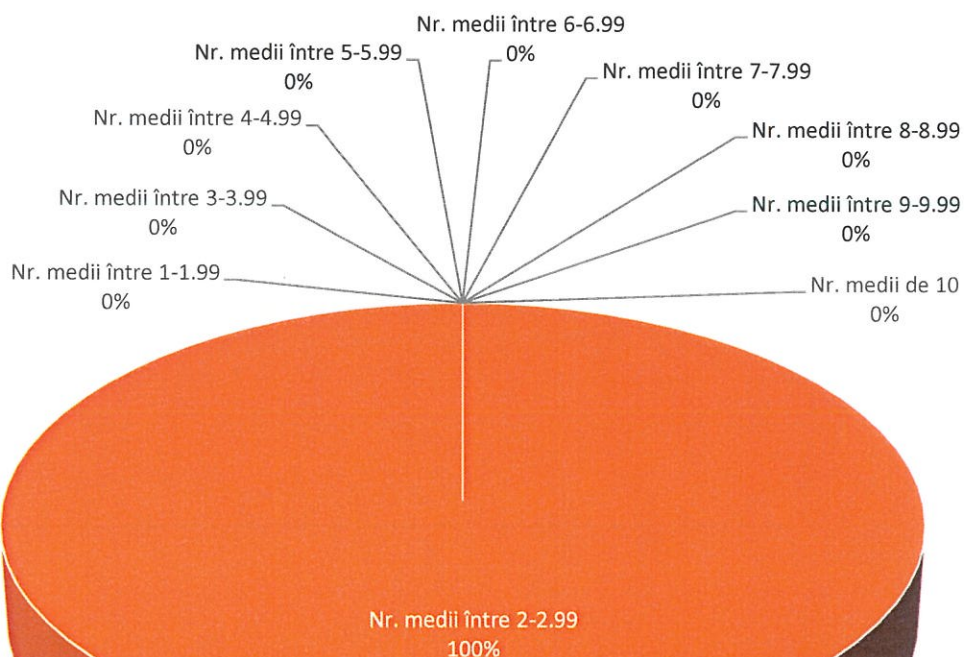 Nr. medii între 6-6.99
0%
Nr. medii între 5-5.99
0%
Nr. medii între 7-7.99
0%
Nr. medii între 4-4.99
0%
Nr. medii între 8-8.99
0%
Nr. medii între 3-3.99
0%
Nr. medii între 9-9.99
0%
Nr. medii între 1-1.99
0%
Nr. medii de 10
0%
Nr. medii între 2-2.99
100%